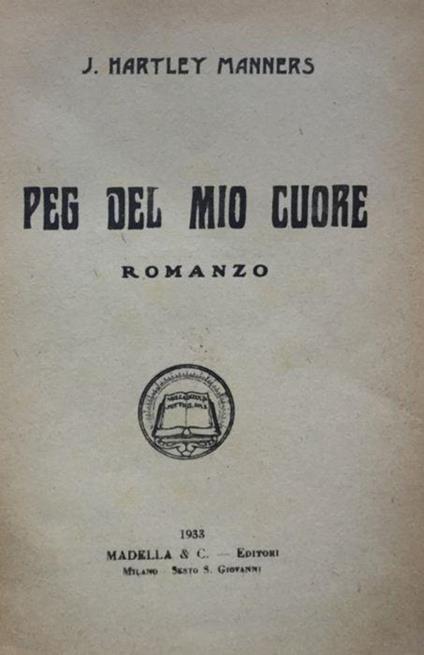 J. HARTLEY MANNERS
PEG DEL MIO CUORE
ROMANZO
1933
MADELLA & C. — EDITORI
MILANO - SESTO S. GIOVANNI